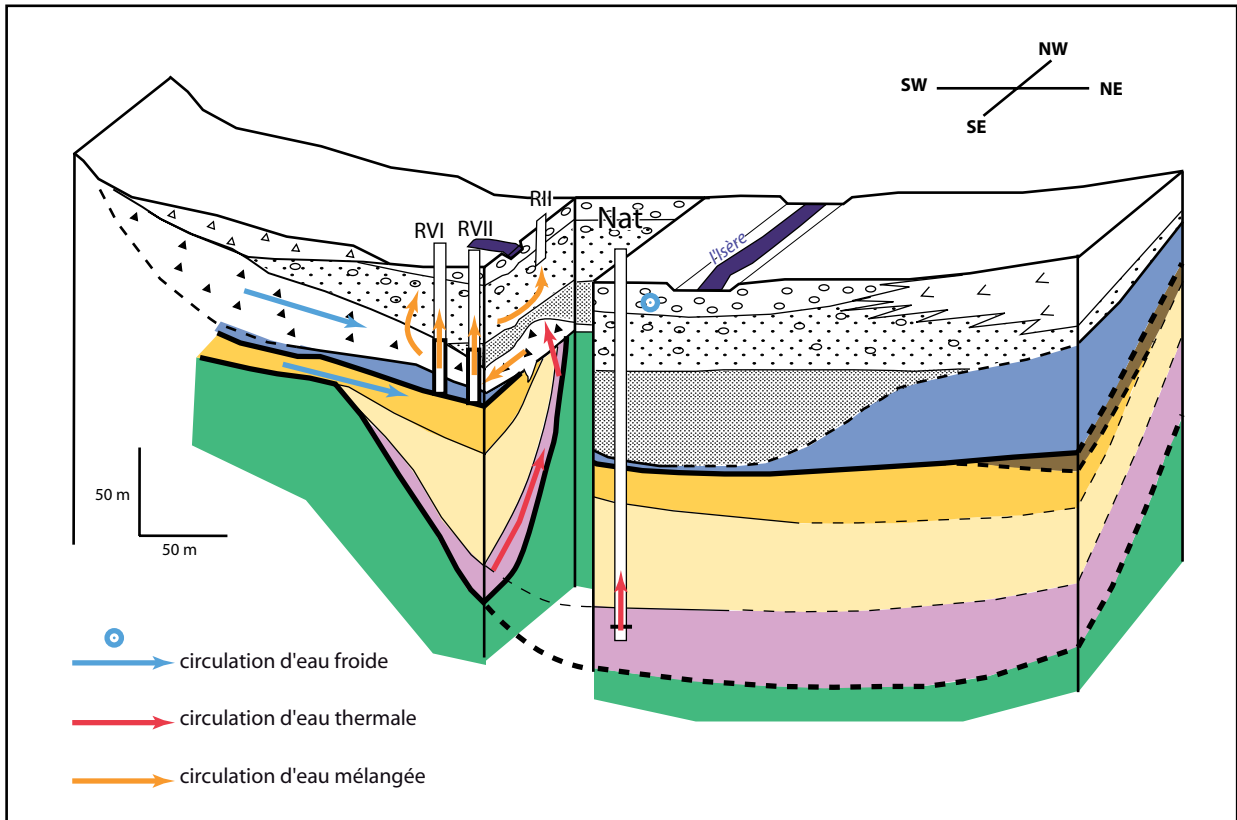 NW
SW NE
SE
RII
RVI RVII Nat
l'Isère
50 m
50 m
circulation d'eau froide
circulation d'eau thermale
circulation d'eau mélangée